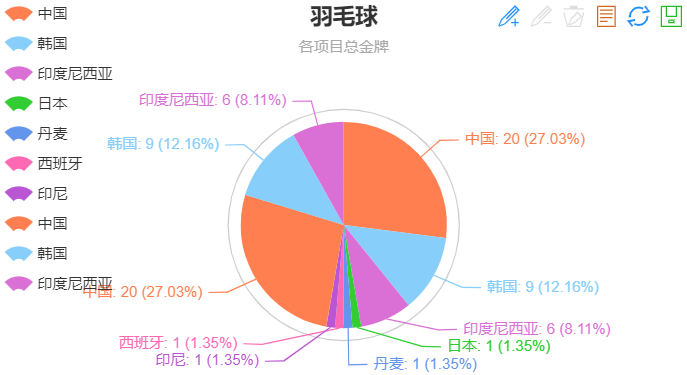 羽毛球
各项目总金牌
中国
韩国
印度尼西亚
日本
丹麦
西班牙
印尼
中国
韩国
印度尼西亚
中国: 20 (27.03%)
韩国: 9 (12.16%)
印度尼西亚: 6 (8.11%)
日本: 1 (1.35%)
丹麦: 1 (1.35%)
西班牙: 1 (1.35%)
印尼: 1 (1.35%)
中国: 20 (27.03%)
韩国: 9 (12.16%)
印度尼西亚: 6 (8.11%)